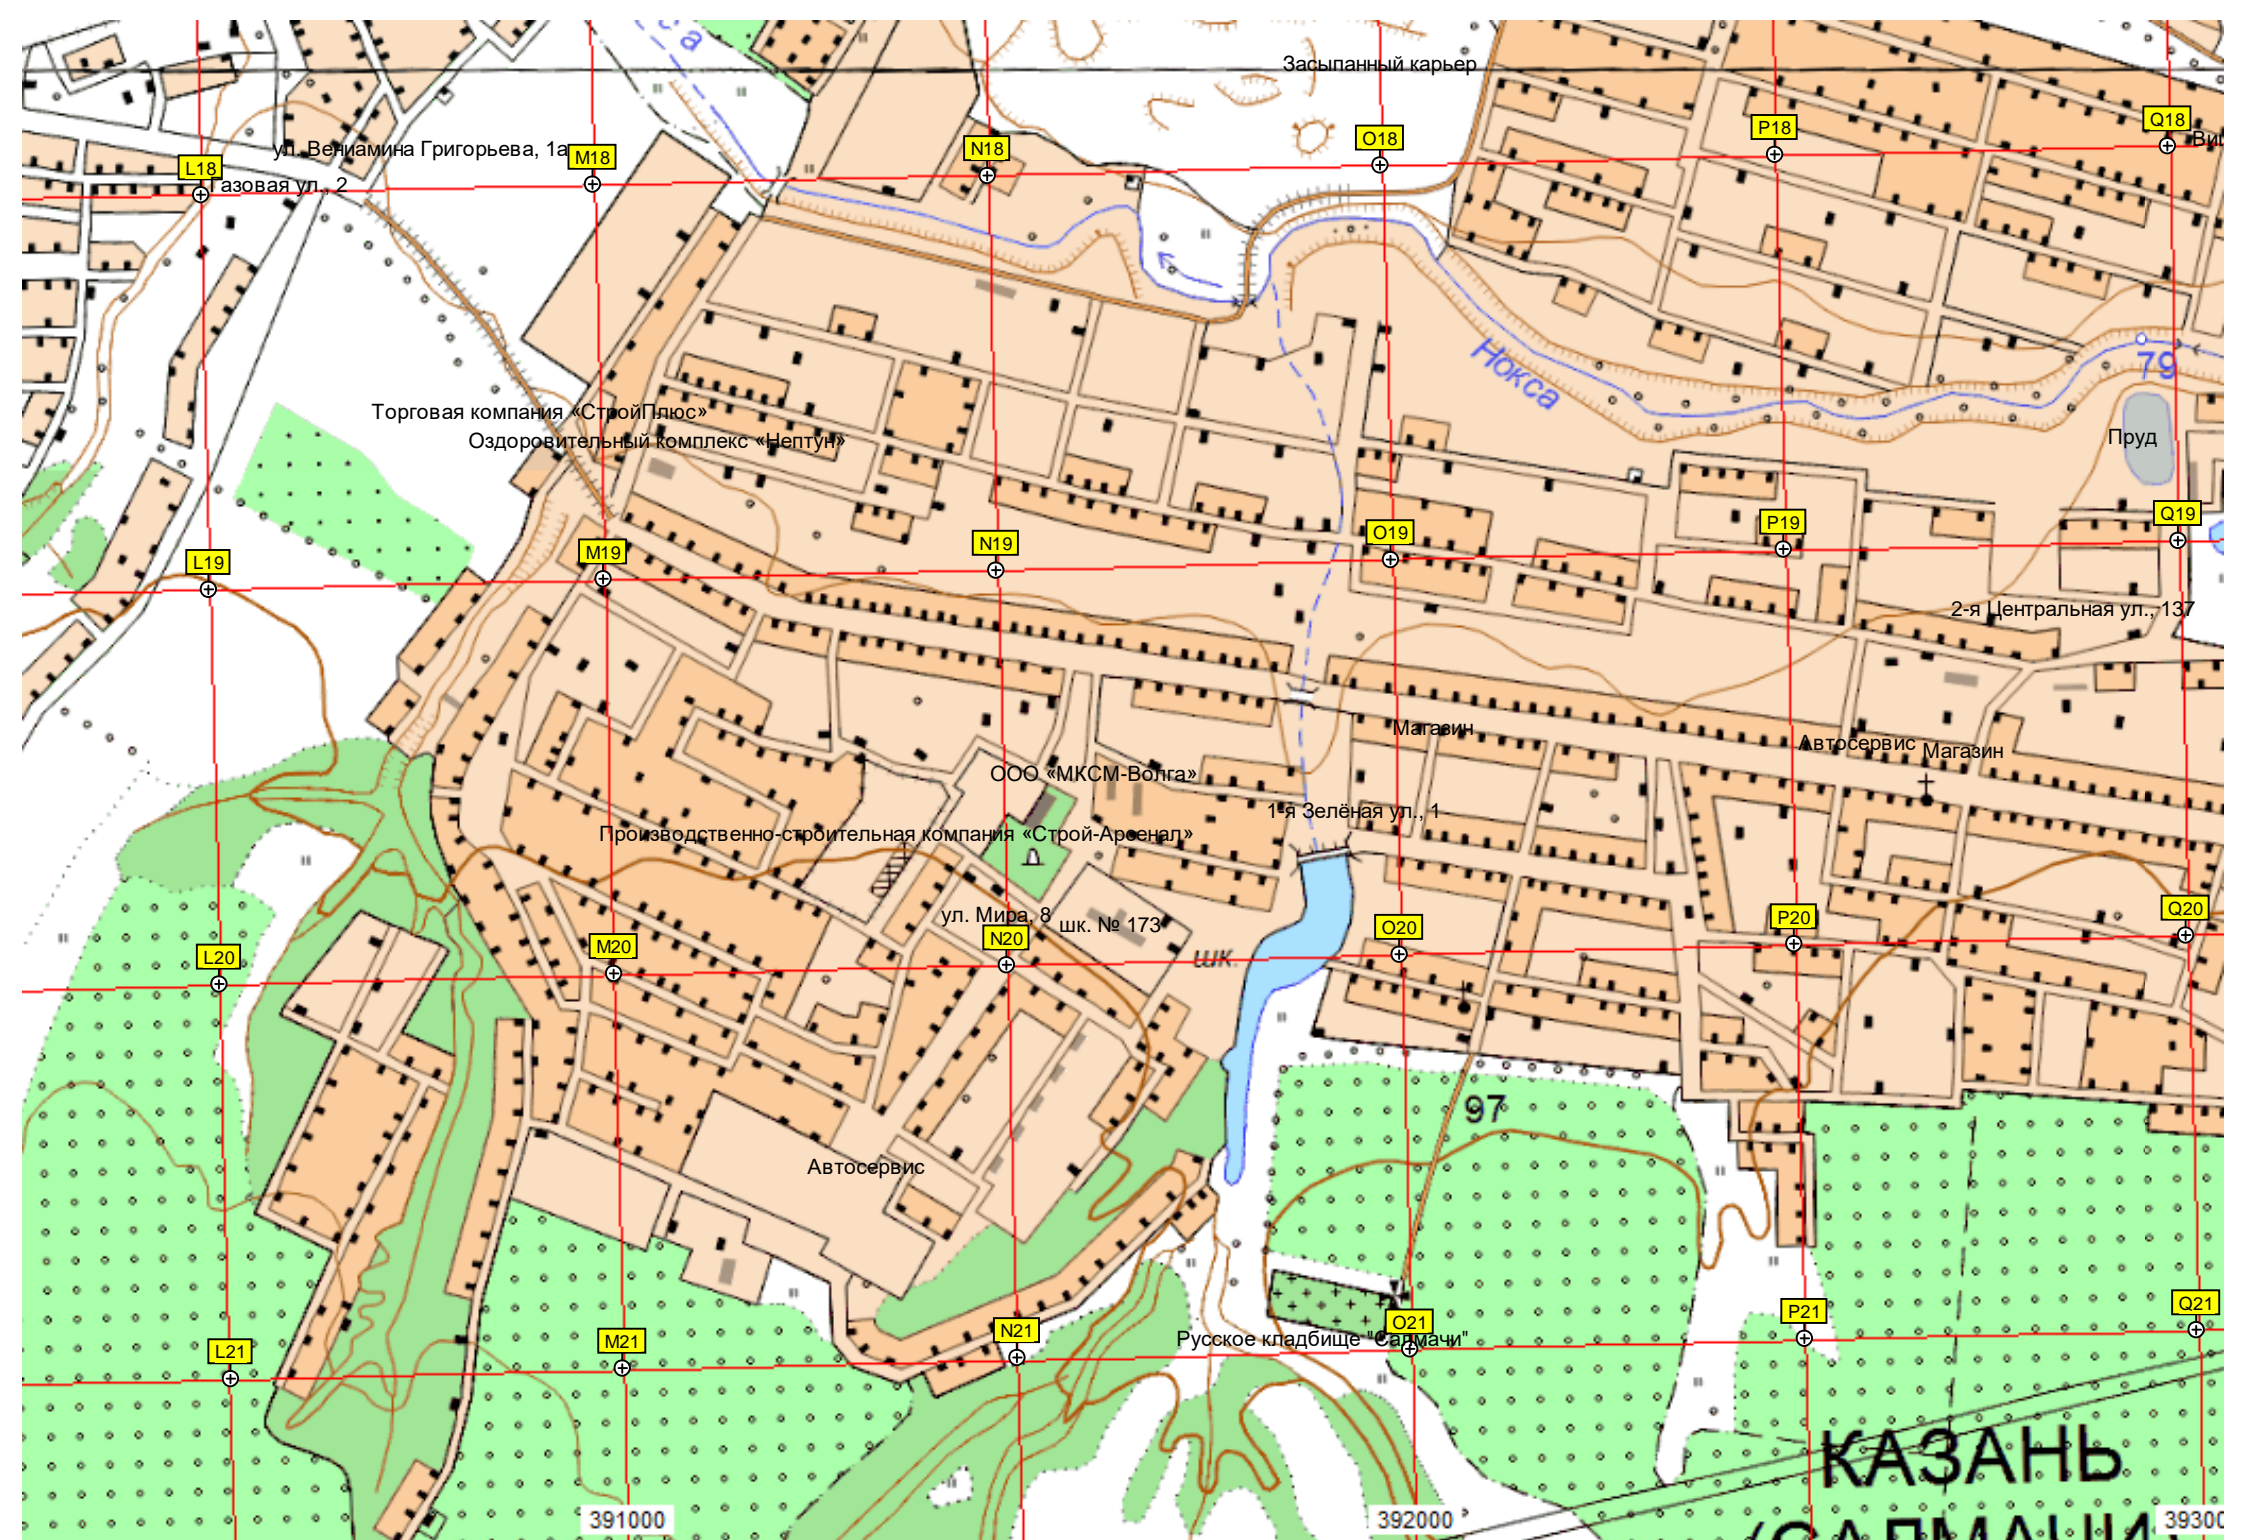 са
Засыпанный карьер
Q18
P18
O18
N18
ул. Вениамина Григорьева, 1а
M18
L18
Газовая ул., 2
Нокса
79
Торговая компания «СтройПлюс»
Оздоровительный комплекс «Нептун»
Пруд
Q19
P19
O19
N19
M19
L19
2-я Центральная ул., 137
Магазин
Автосервис
Магазин
ООО «МКСМ-Волга»
1-я Зелёная ул., 1
Производственно-строительная компания «Строй-Арсенал»
ул. Мира, 8
шк. № 173
Q20
P20
O20
N20
M20
L20
шк.
97
Автосервис
Q21
P21
O21
N21
M21
L21
Русское кладбище "Салмачи"
КАЗАНЬ
391000
392000
39300